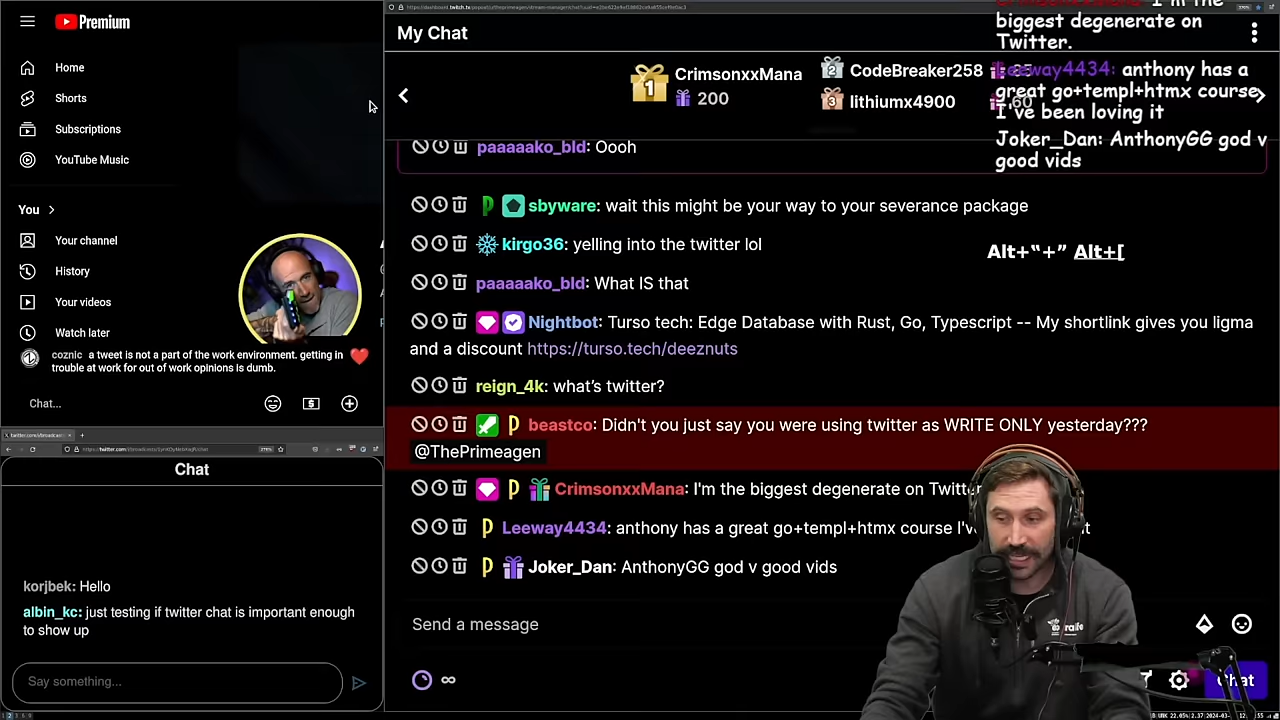 Premium
Home
Shorts
Subscriptions
YouTube Music
You
Your channel
History
Your videos
Watch later
coznic a tweet is not a part of the work environment. getting in
trouble at work for out of work opinions is dumb.
Chat...
Chat
korjbek: Hello
albin_kc: just testing if twitter chat is important enough
to show up
Say something...
My Chat
1
CrimsonxxMana
200
2
CodeBreaker258
3
lithiumx4900
60
paaaaako_bld: Oooh
sbyware: wait this might be your way to your severance package
kirgo36: yelling into the twitter lol
paaaaako_bld: What IS that
Nightbot: Turso tech: Edge Database with Rust, Go, Typescript -- My shortlink gives you ligma
and a discount https://turso.tech/deeznuts
reign_4k: what's twitter?
beastco: Didn't you just say you were using twitter as WRITE ONLY yesterday???
@ThePrimeagen
CrimsonxxMana: I'm the biggest degenerate on Twitte
Leeway4434: anthony has a great go+templ+htmx course I'v
Joker_Dan: AnthonyGG god v good vids
Send a message
Chat
I'm the
biggest degenerate on
Twitter.
Leeway4434: anthony has a
great go+templ+htmx course
I've been loving it
Joker_Dan: AnthonyGG god v
good vids
Alt+"+" Alt+[